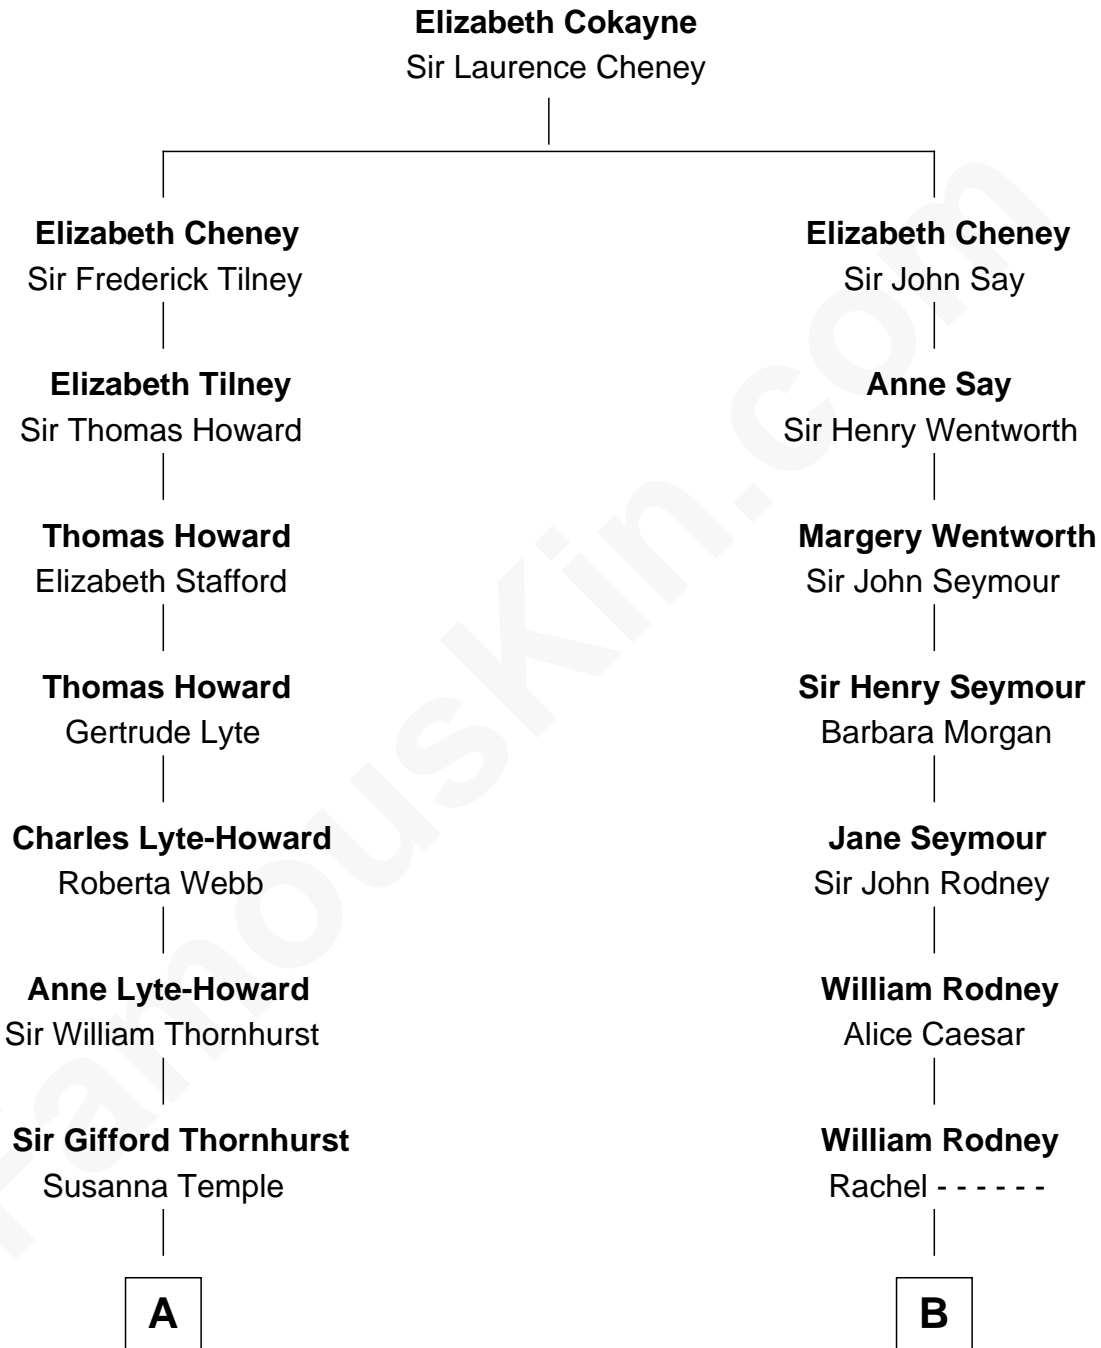 Elizabeth Cokayne
Sir Laurence Cheney
Elizabeth Cheney
Sir Frederick Tilney
Elizabeth Tilney
Sir Thomas Howard
Thomas Howard
Elizabeth Stafford
Thomas Howard
Gertrude Lyte
Charles Lyte-Howard
Roberta Webb
Anne Lyte-Howard
Sir William Thornhurst
Sir Gifford Thornhurst
Susanna Temple
A
Elizabeth Cheney
Sir John Say
Anne Say
Sir Henry Wentworth
Margery Wentworth
Sir John Seymour
Sir Henry Seymour
Barbara Morgan
Jane Seymour
Sir John Rodney
William Rodney
Alice Caesar
William Rodney
Rachel - - - - - -
B
FamousKin.com